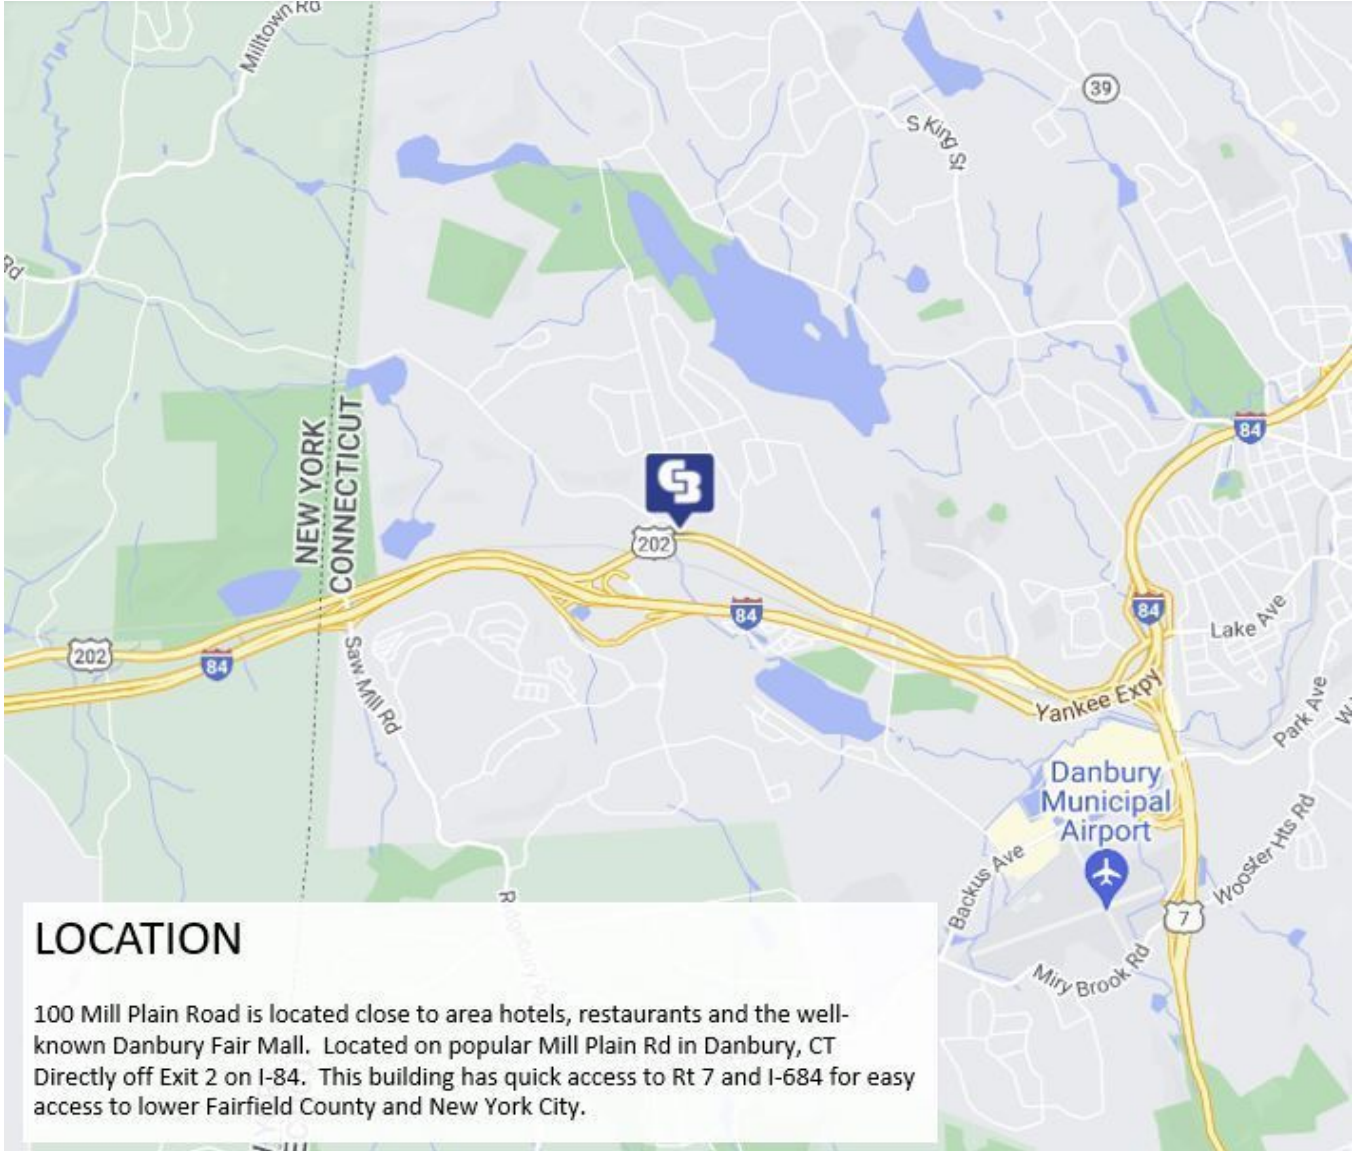 Milltown Rd
39
S King St
Rd
84
NEW YORK
CONNECTICUT
CB
202
84
84
Lake Ave
202
84
Saw Mill Rd
Yankee Expy
Park Ave
Danbury
Municipal
Airport
Wooster Hts Rd
Backus Ave
7
Miry Brook Rd
LOCATION
100 Mill Plain Road is located close to area hotels, restaurants and the well-
known Danbury Fair Mall. Located on popular Mill Plain Rd in Danbury, CT
Directly off Exit 2 on I-84. This building has quick access to Rt 7 and I-684 for easy
access to lower Fairfield County and New York City.